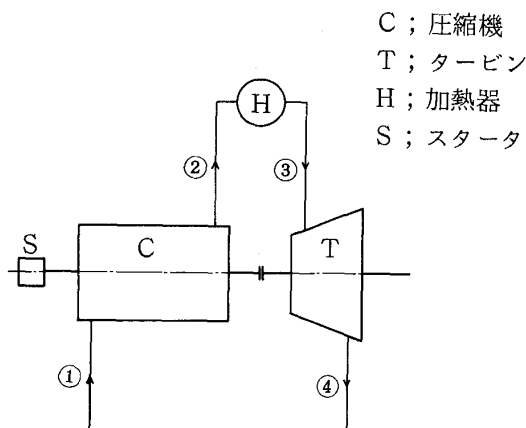 C ; 圧縮機
T ; タービン
H ; 加熱器
S ; スタータ
H
② ③
S C T
① ④